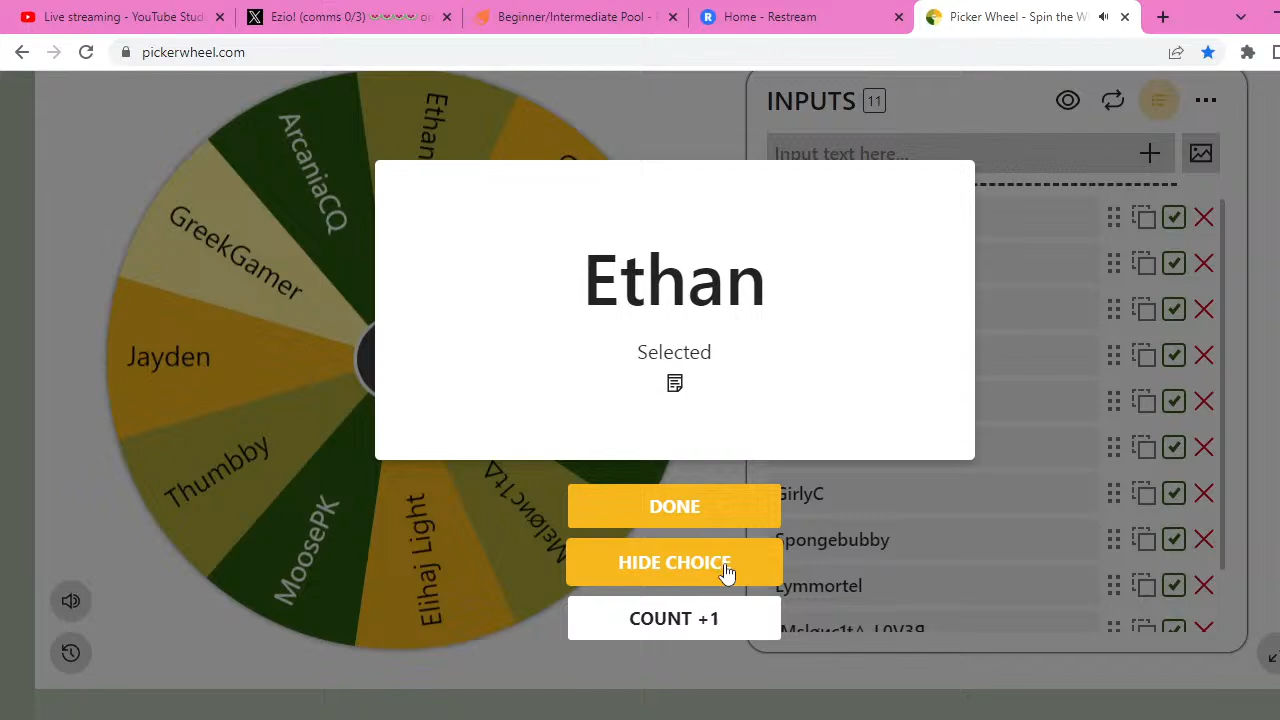 Live streaming - YouTube Stud
Ezio! (comms 0/3)
Beginner/Intermediate Pool -
Home - Restream
Picker Wheel - Spin the W
pickerwheel.com
ArcaniaCQ
Ethan
GreekGamer
Jayden
Thumbby
MoosePK
Elihaj Light
INPUTS 11
Input text here...
Ethan
Selected
DONE
HIDE CHOICE
COUNT +1
GirlyC
Spongebubby
Lymmortel